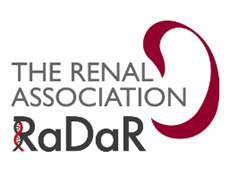 THE RENAL
ASSOCIATION
RaDaR